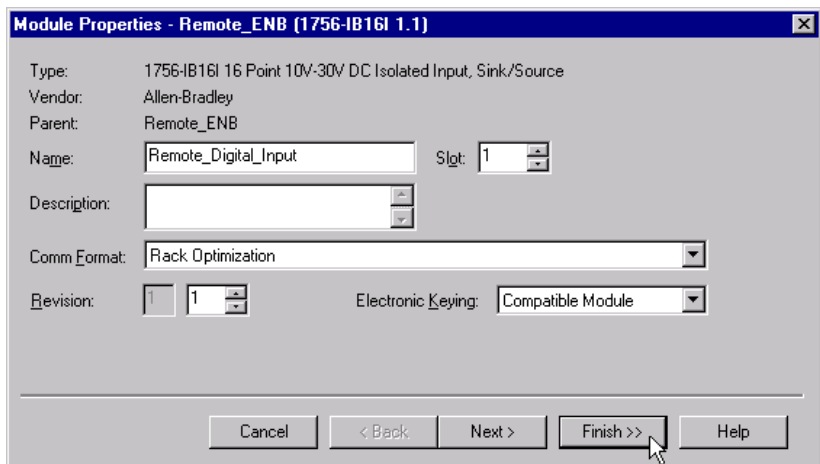 Module Properties - Remote_ENB (1756-IB16I 1.1)
Type: 1756-IB16I 16 Point 10V-30V DC Isolated Input, Sink/Source
Vendor: Allen-Bradley
Parent: Remote_ENB
Name: Remote_Digital_Input Slot: 1
Description:
Comm Format: Rack Optimization
Revision: 1 1 Electronic Keying: Compatible Module
Cancel < Back Next > Finish >> Help